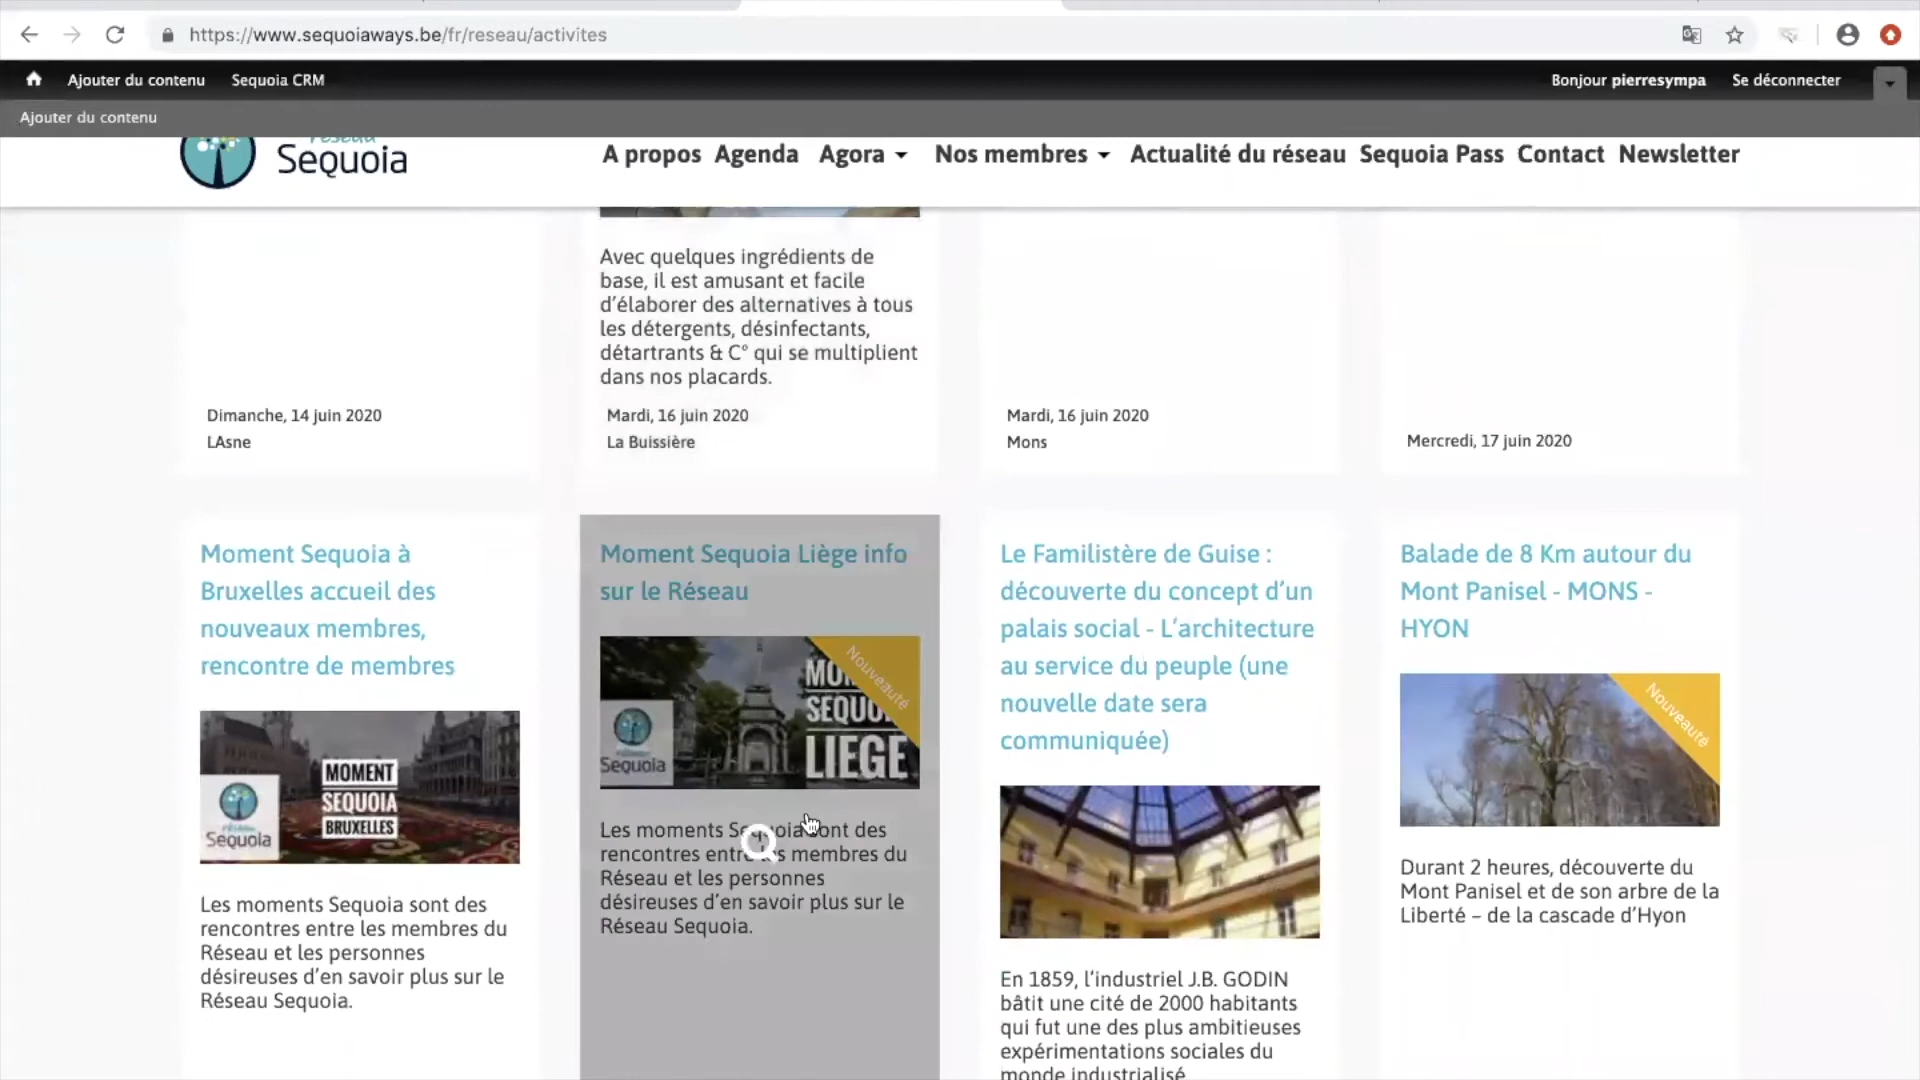 https://www.sequoiaways.be/fr/reseau/activites
Ajouter du contenu
Sequoia CRM
Bonjour pierresympa
Se déconnecter
Ajouter du contenu
réseau
Sequoia
A propos
Agenda
Agora
Nos membres
Actualité du réseau
Sequoia Pass
Contact
Newsletter
Dimanche, 14 juin 2020
LAsne
Avec quelques ingrédients de
base, il est amusant et facile
d’élaborer des alternatives à tous
les détergents, désinfectants,
détartrants & C° qui se multiplient
dans nos placards.
Mardi, 16 juin 2020
La Buissière
Mardi, 16 juin 2020
Mons
Mercredi, 17 juin 2020
Moment Sequoia à
Bruxelles accueil des
nouveaux membres,
rencontre de membres
Sequoia
MOMENT
SEQUOIA
BRUXELLES
Les moments Sequoia sont des
rencontres entre les membres du
Réseau et les personnes
désireuses d’en savoir plus sur le
Réseau Sequoia.
Moment Sequoia Liège info
sur le Réseau
Nouveauté
Sequoia
LIEGE
Les moments Sequoia sont des
rencontres entre les membres du
Réseau et les personnes
désireuses d’en savoir plus sur le
Réseau Sequoia.
Le Familistère de Guise :
découverte du concept d’un
palais social - L’architecture
au service du peuple (une
nouvelle date sera
communiquée)
En 1859, l’industriel J.B. GODIN
bâtit une cité de 2000 habitants
qui fut une des plus ambitieuses
expérimentations sociales du
monde industrialisé
Balade de 8 Km autour du
Mont Panisel - MONS -
HYON
Nouveauté
Durant 2 heures, découverte du
Mont Panisel et de son arbre de la
Liberté – de la cascade d’Hyon